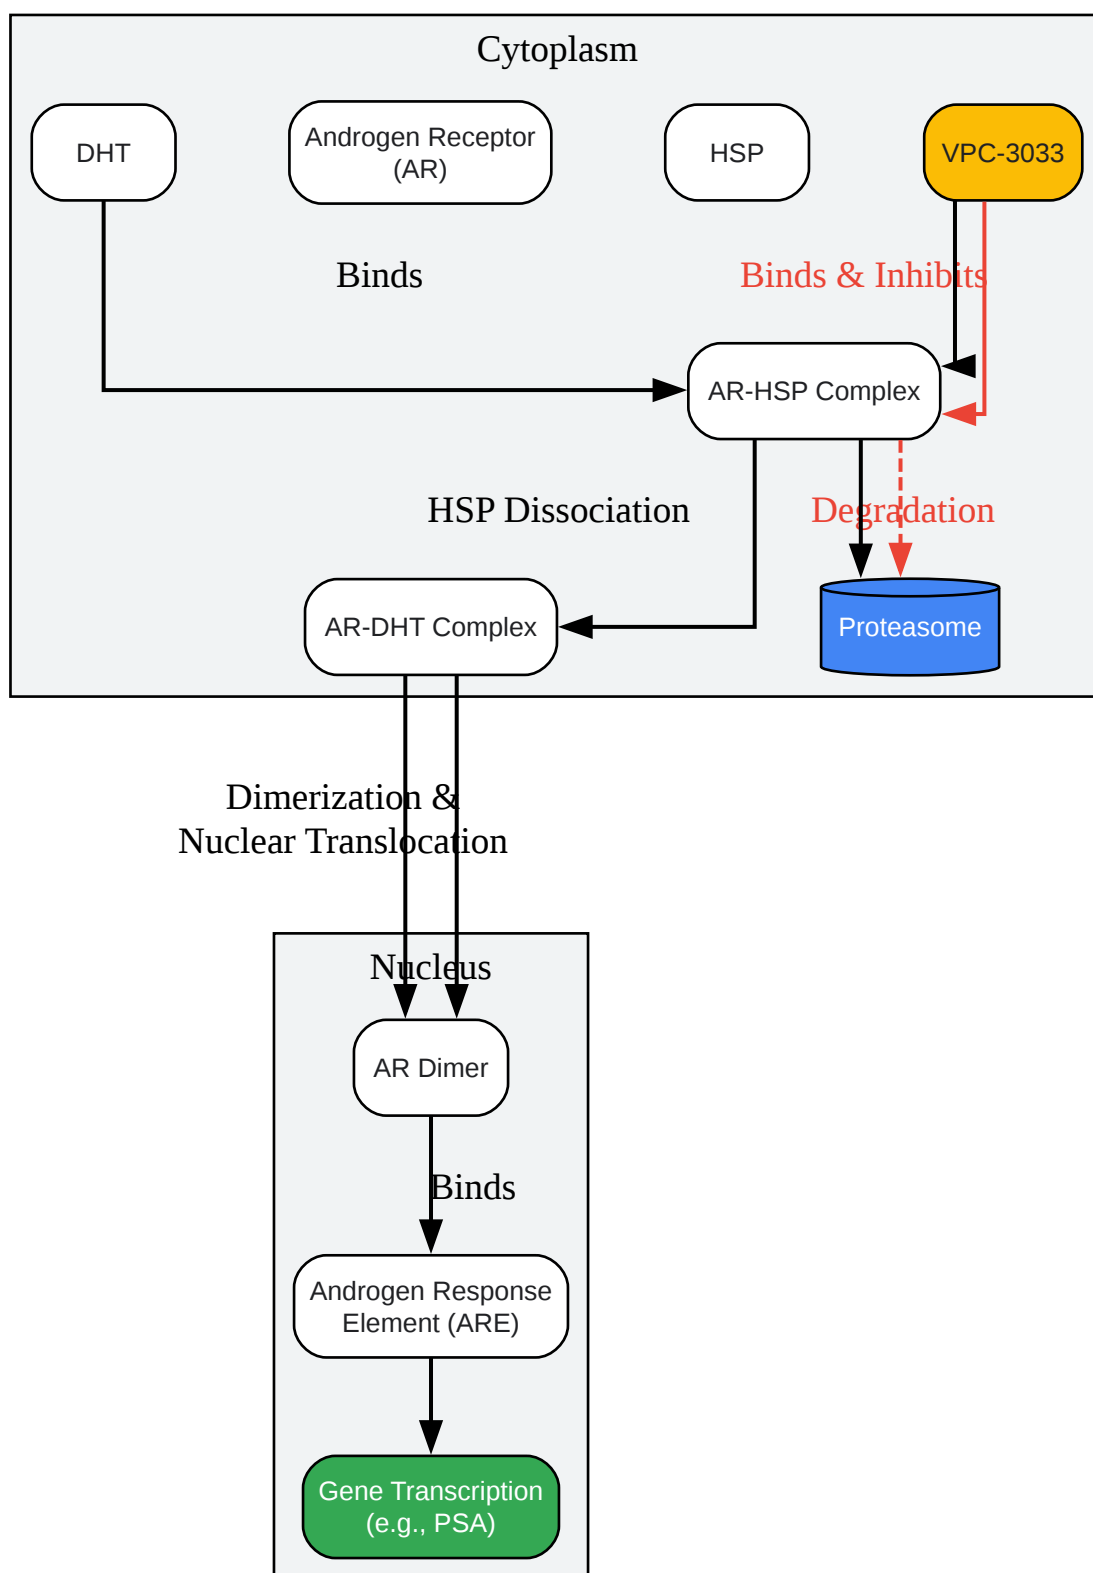 Cytoplasm
DHT
Androgen Receptor
(AR)
HSP
VPC-3033
Binds
Binds & Inhibits
AR-HSP Complex
HSP Dissociation
Degradation
AR-DHT Complex
Proteasome
Dimerization &
Nuclear Translocation
Nucleus
AR Dimer
Binds
Androgen Response
Element (ARE)
Gene Transcription
(e.g., PSA)